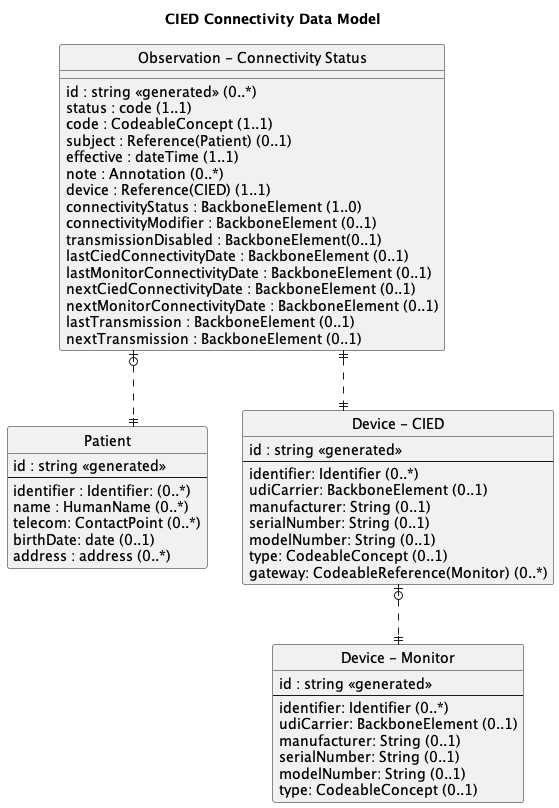 CIED Connectivity Data Model
Observation – Connectivity Status
id : string «generated» (0..*)
status : code (1..1)
code : CodeableConcept (1..1)
subject : Reference(Patient) (0..1)
effective : dateTime (1..1)
note : Annotation (0..*)
device : Reference(CIED) (1..1)
connectivityStatus : BackboneElement (1..0)
connectivityModifier : BackboneElement (0..1)
transmissionDisabled : BackboneElement(0..1)
lastCiedConnectivityDate : BackboneElement (0..1)
lastMonitorConnectivityDate : BackboneElement (0..1)
nextCiedConnectivityDate : BackboneElement (0..1)
nextMonitorConnectivityDate : BackboneElement (0..1)
lastTransmission : BackboneElement (0..1)
nextTransmission : BackboneElement (0..1)
Patient
id : string «generated»
identifier : Identifier: (0..*)
name : HumanName (0..*)
telecom: ContactPoint (0..*)
birthDate: date (0..1)
address : address (0..*)
Device – CIED
id : string «generated»
identifier: Identifier (0..*)
udiCarrier: BackboneElement (0..1)
manufacturer: String (0..1)
serialNumber: String (0..1)
modelNumber: String (0..1)
type: CodeableConcept (0..1)
gateway: CodeableReference(Monitor) (0..*)
Device – Monitor
id : string «generated»
identifier: Identifier (0..*)
udiCarrier: BackboneElement (0..1)
manufacturer: String (0..1)
serialNumber: String (0..1)
modelNumber: String (0..1)
type: CodeableConcept (0..1)